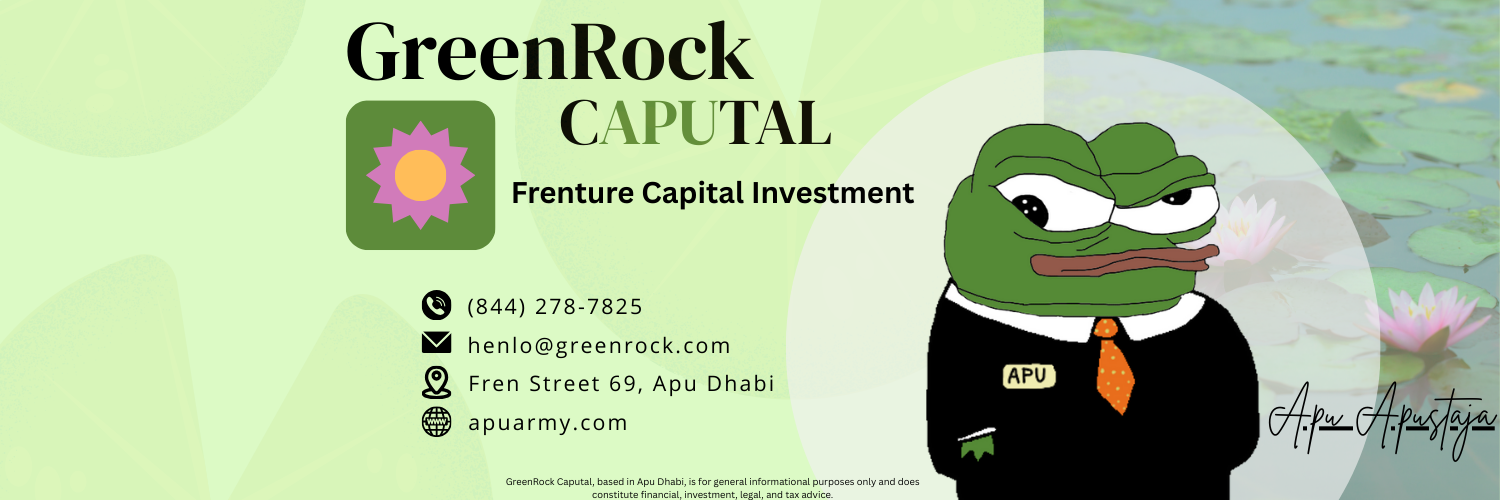 GreenRock
CAPUTAL
Frenture Capital Investment
(844) 278-7825
henlo@greenrock.com
Fren Street 69, Apu Dhabi
www
apuarmy.com
APU
Apu Apustaja
GreenRock Caputal, based in Apu Dhabi, is for general informational purposes only and does
constitute financial, investment, legal, and tax advice.